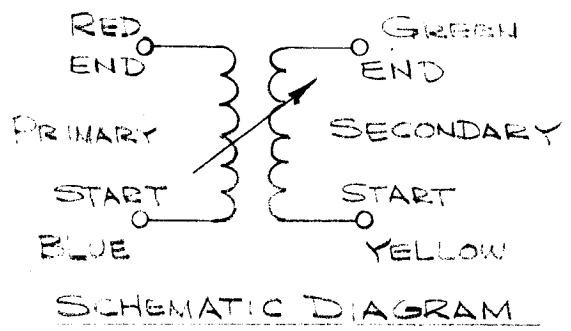 RED
END
GREEN
END
PRIMARY
SECONDARY
START
BLUE
START
YELLOW
SCHEMATIC DIAGRAM